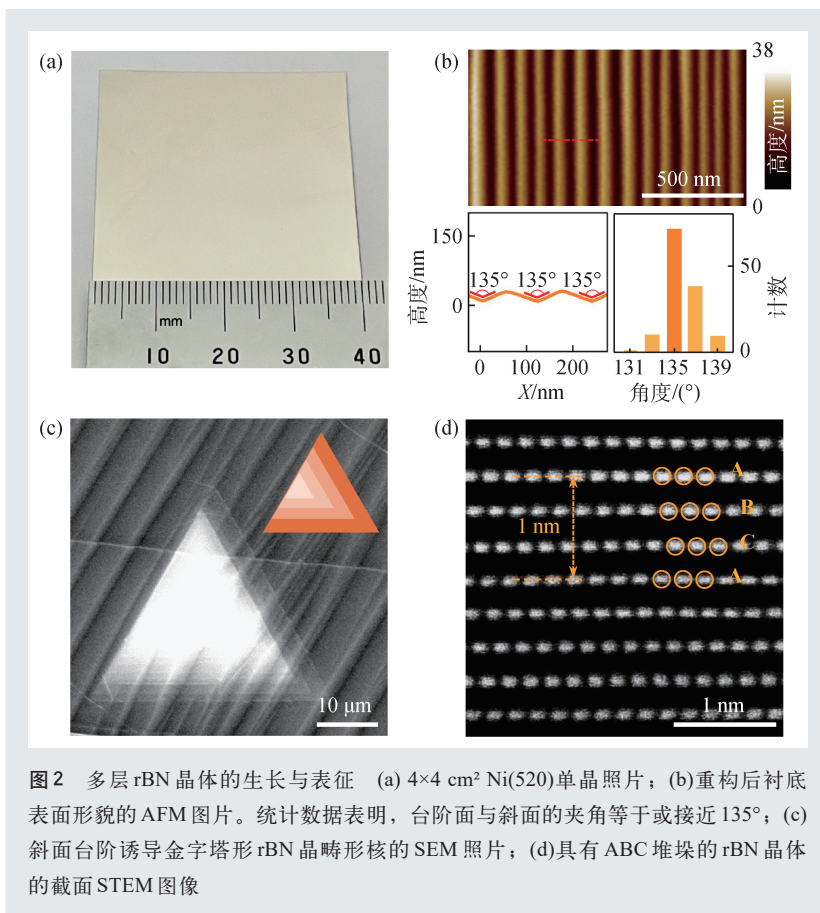 (a)
mm
10 20 30 40
(b)
38
高度/nm
0
500 nm
150
0
高度/nm
135° 135° 135°
0 100 200
X/nm
50
0
计数
131 135 139
角度/(°)
(c)
10 μm
(d)
A
B
1 nm
C
A
1 nm
图2 多层rBN晶体的生长与表征 (a) 4×4 cm² Ni(520)单晶照片；(b)重构后衬底
表面形貌的AFM图片。统计数据表明，台阶面与斜面的夹角等于或接近135°；(c)
斜面台阶诱导金字塔形rBN晶畴形核的SEM照片；(d)具有ABC堆垛的rBN晶体
的截面STEM图像